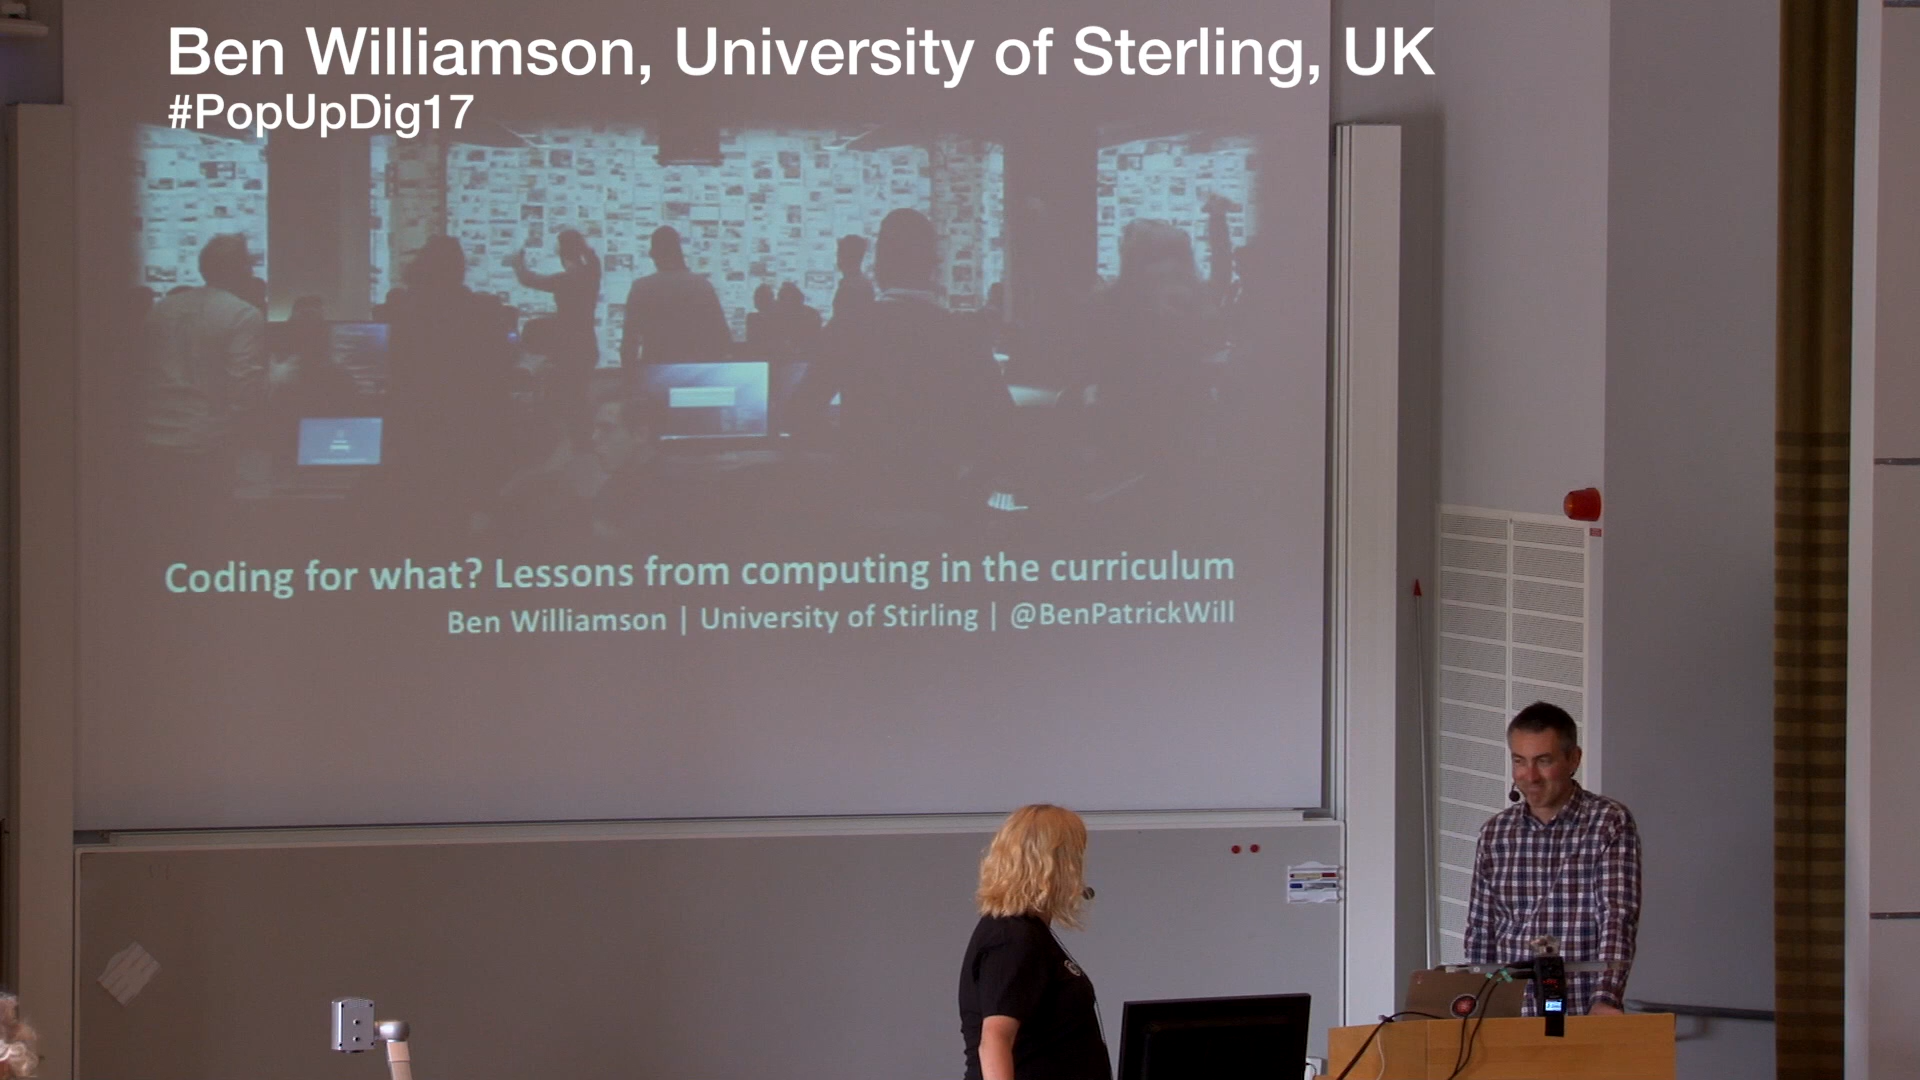 Ben Williamson, University of Sterling, UK
#PopUpDig17
Coding for what? Lessons from computing in the curriculum
Ben Williamson | University of Stirling | @BenPatrickWill